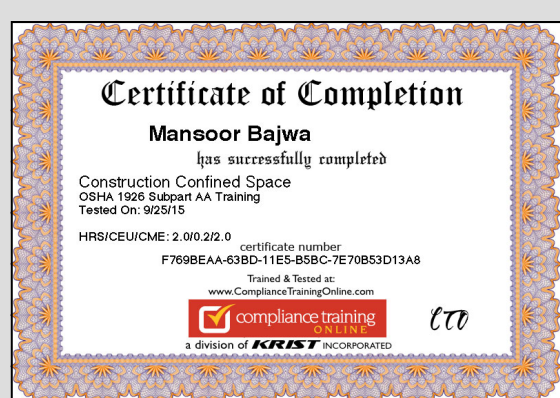 Certificate of Completion
Mansoor Bajwa
has successfully completed
Construction Confined Space
OSHA 1926 Subpart AA Training
Tested On: 9/25/15
HRS/CEU/CME: 2.0/0.2/2.0
certificate number
F769BEAA-63BD-11E5-B5BC-7E70B53D13A8
Trained & Tested at:
www.ComplianceTrainingOnline.com
compliance training
ONLINE
CTO
a division of KRIST INCORPORATED